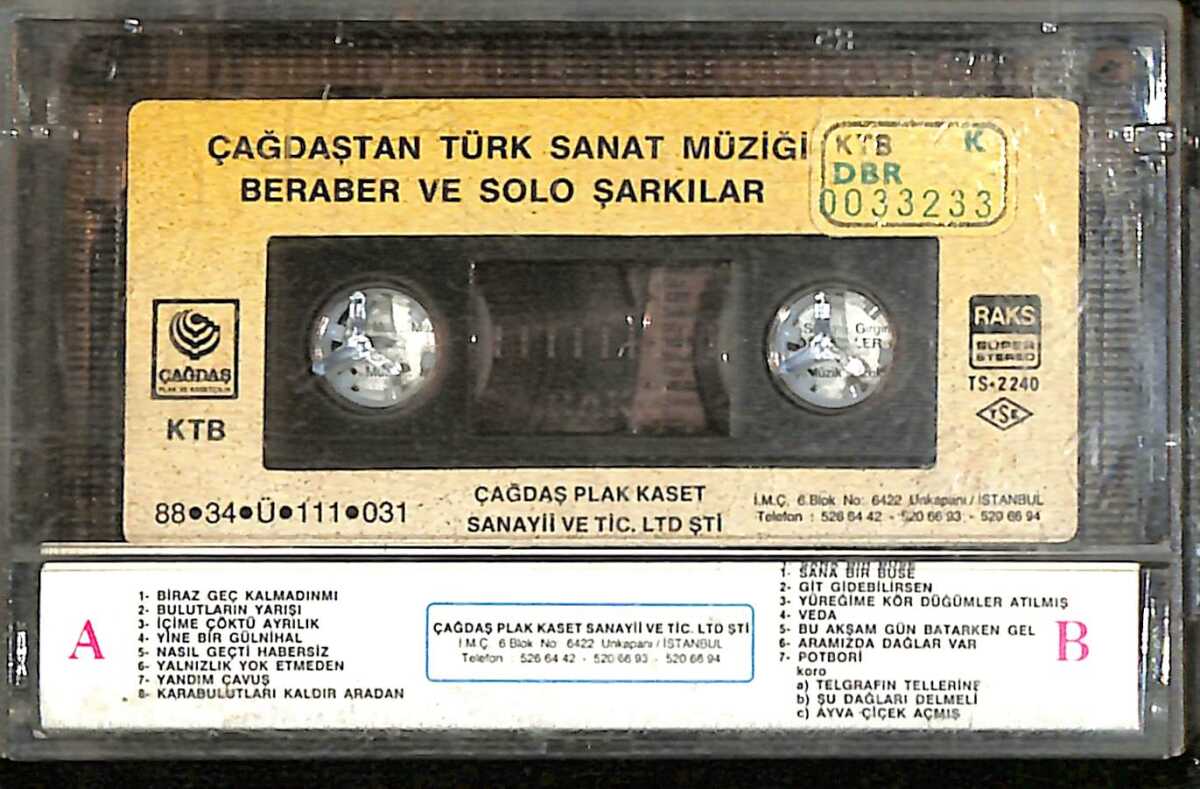 ÇAĞDAŞTAN TÜRK SANAT MÜZİĞİ
BERABER VE SOLO ŞARKILAR
KTB K
DBR
0033233
ÇAĞDAŞ
PLAK VE KASETÇİLİK
KTB
RAKS
SÜPER
STEREO
TS-2240
TSE
Müzik
88•34•Ü•111•031
ÇAĞDAŞ PLAK KASET
SANAYİİ VE TİC. LTD ŞTİ
İ.M.Ç. 6.Blok No: 6422 Unkapanı / İSTANBUL
Telefon : 526 64 42 - 520 66 93 - 520 66 94
A
1- BİRAZ GEÇ KALMADINMI
2- BULUTLARIN YARIŞI
3- İÇİME ÇÖKTÜ AYRILIK
4- YİNE BİR GÜLNİHAL
5- NASIL GEÇTİ HABERSİZ
6- YALNIZLIK YOK ETMEDEN
7- YANDIM ÇAVUŞ
8- KARABULUTLARI KALDIR ARADAN
ÇAĞDAŞ PLAK KASET SANAYİİ VE TİC. LTD ŞTİ
İ.M.Ç. 6 Blok No 6422 Unkapanı / İSTANBUL
Telefon : 526 64 42 - 520 66 93 - 520 66 94
1- SANA BİR BUSE
2- GİT GİDEBİLİRSEN
3- YÜREĞİME KÖR DÜĞÜMLER ATILMIŞ
4- VEDA
5- BU AKŞAM GÜN BATARKEN GEL
6- ARAMIZDA DAĞLAR VAR
7- POTBORİ
koro
a) TELGRAFIN TELLERİNE
b) ŞU DAĞLARI DELMELİ
c) AYVA ÇİÇEK AÇMIŞ
B